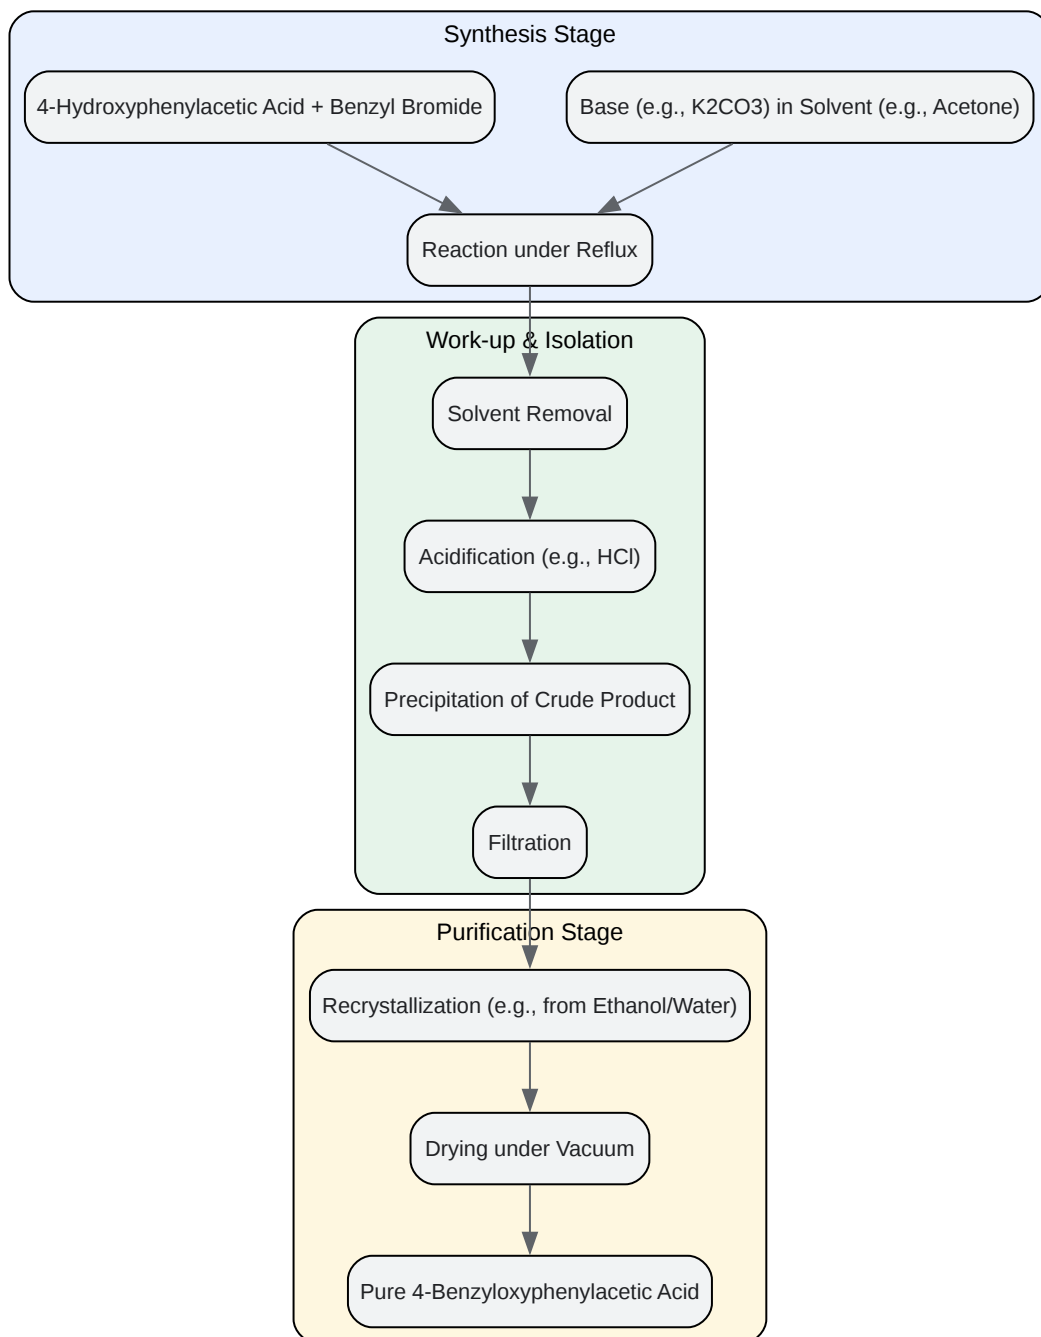 Synthesis Stage
4-Hydroxyphenylacetic Acid + Benzyl Bromide
Base (e.g., K2CO3) in Solvent (e.g., Acetone)
Reaction under Reflux
Work-up & Isolation
Solvent Removal
Acidification (e.g., HCl)
Precipitation of Crude Product
Filtration
Purification Stage
Recrystallization (e.g., from Ethanol/Water)
Drying under Vacuum
Pure 4-Benzyloxyphenylacetic Acid